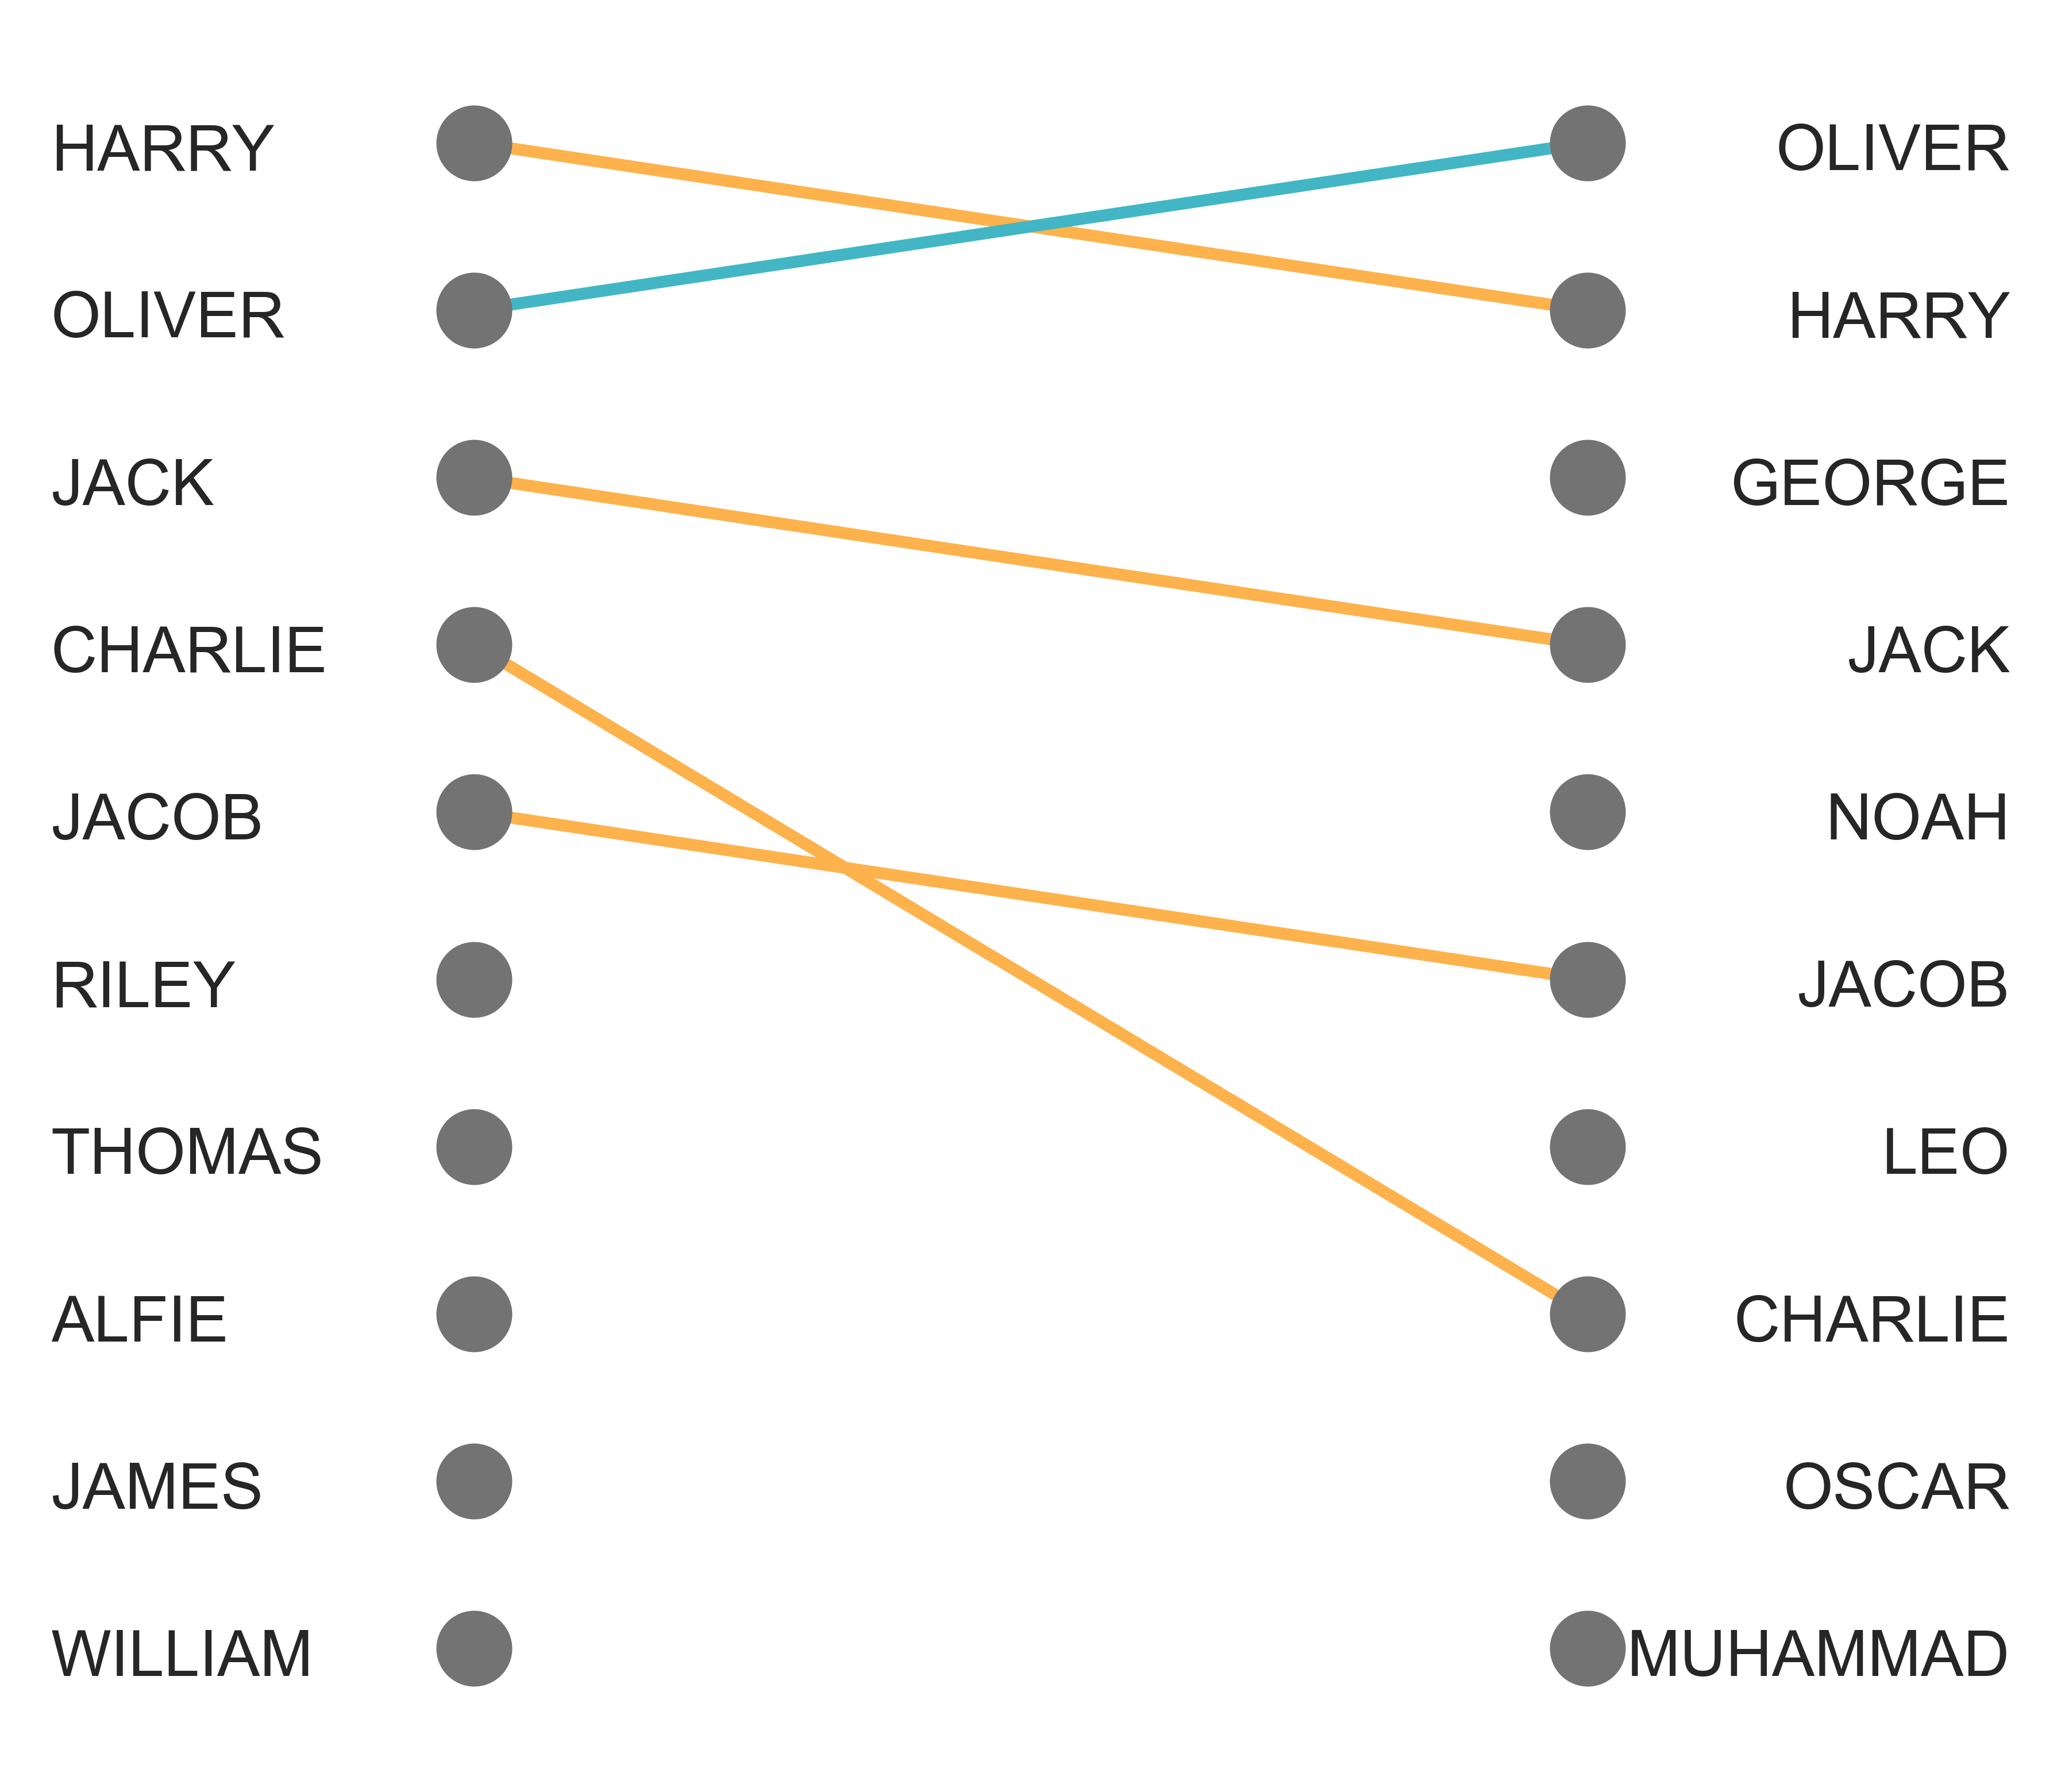 HARRY OLIVER
OLIVER HARRY
JACK GEORGE
CHARLIE JACK
JACOB NOAH
RILEY JACOB
THOMAS LEO
ALFIE CHARLIE
JAMES OSCAR
WILLIAM MUHAMMAD